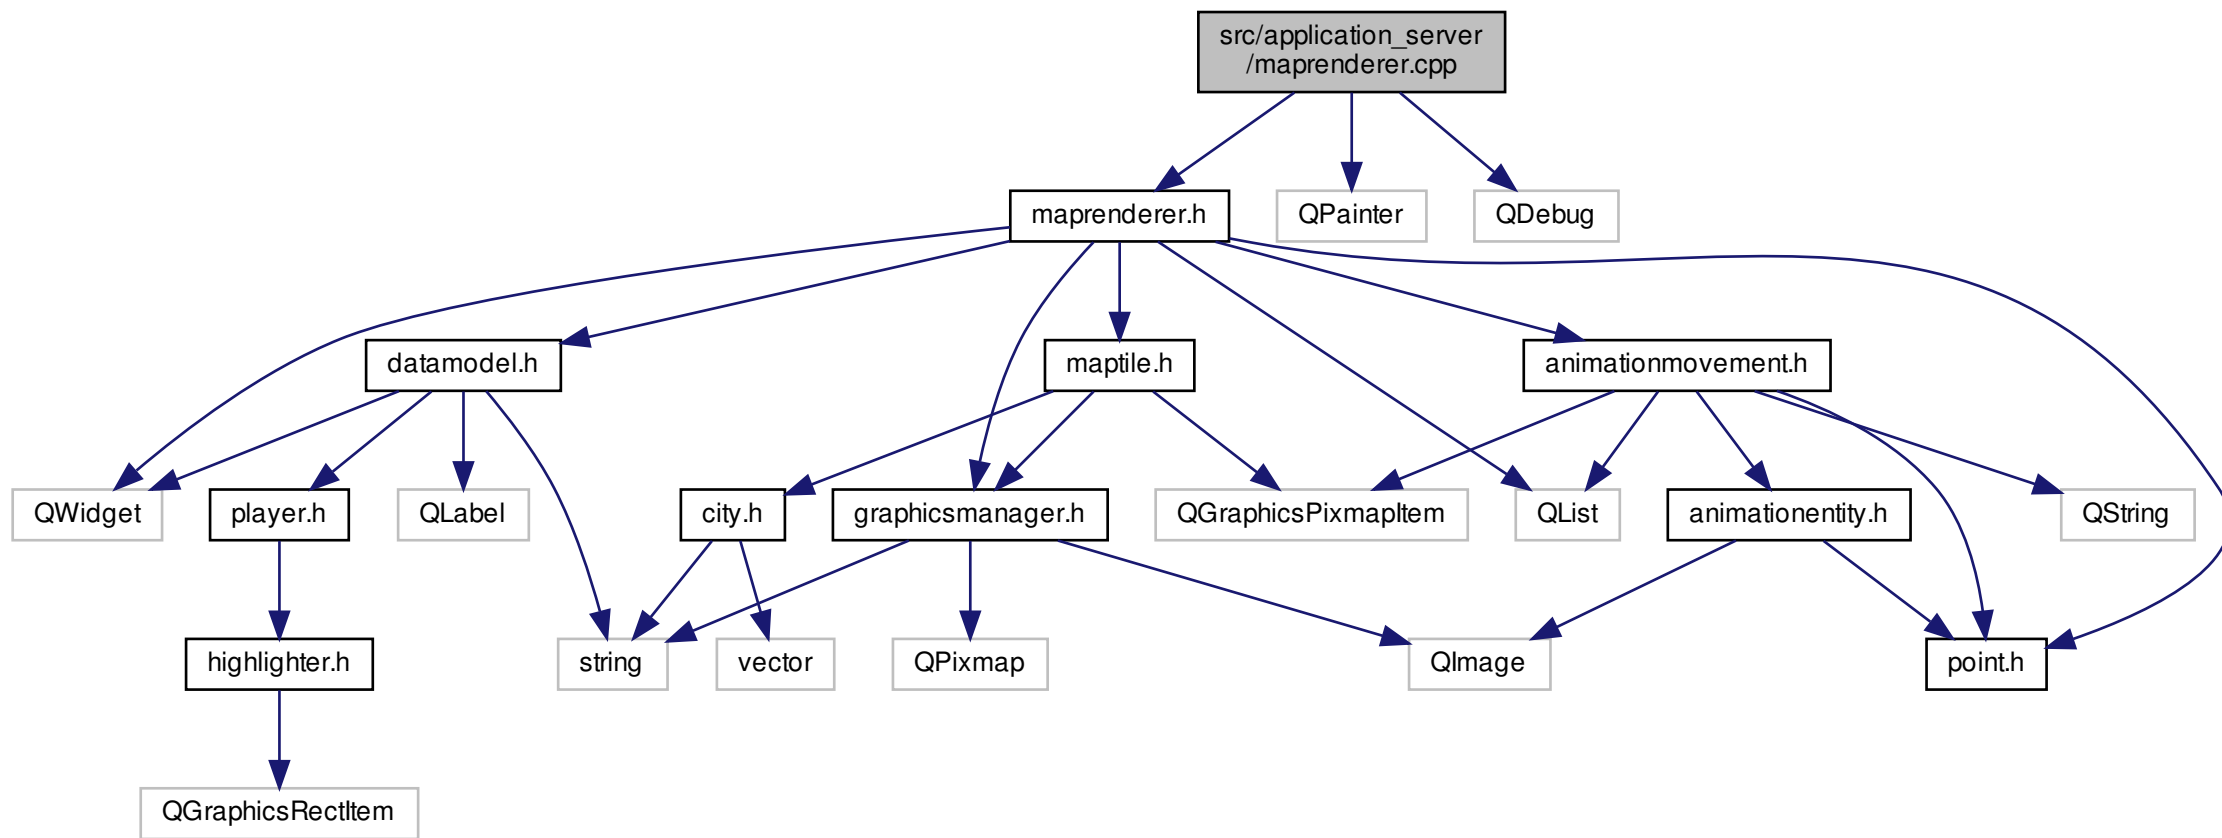 src/application_server
/maprenderer.cpp
maprenderer.h
QPainter
QDebug
datamodel.h
maptile.h
animationmovement.h
QWidget
player.h
QLabel
city.h
graphicsmanager.h
QGraphicsPixmapItem
QList
animationentity.h
QString
highlighter.h
string
vector
QPixmap
QImage
point.h
QGraphicsRectItem